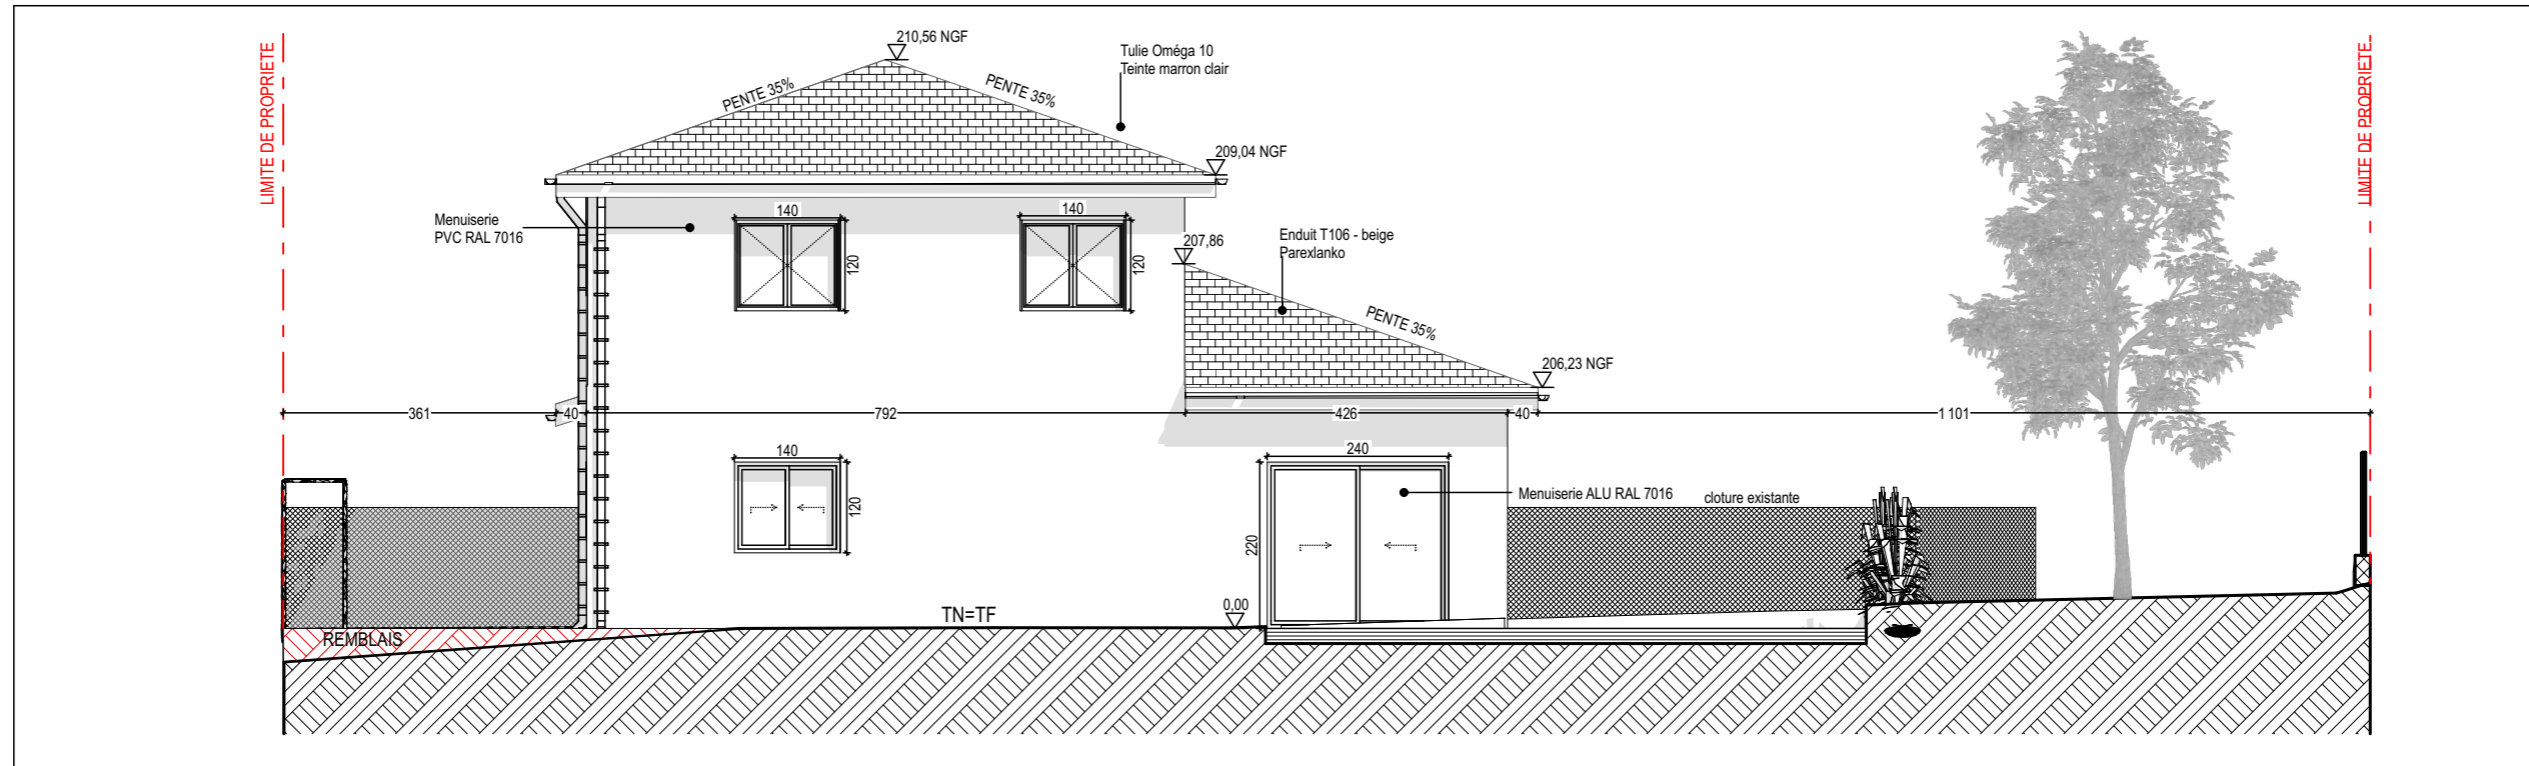 210,56 NGF
Tulie Oméga 10
Teinte marron clair
LIMITE DE PROPRIETE
LIMITE DE PROPRIETE
PENTE 35%
PENTE 35%
209,04 NGF
Menuiserie
PVC RAL 7016
140
140
120
120
207,86
Enduit T106 - beige
Parexlanko
PENTE 35%
206,23 NGF
361
40
792
426
40
1 101
140
120
240
220
Menuiserie ALU RAL 7016
cloture existante
0,00
TN=TF
REMBLAIS